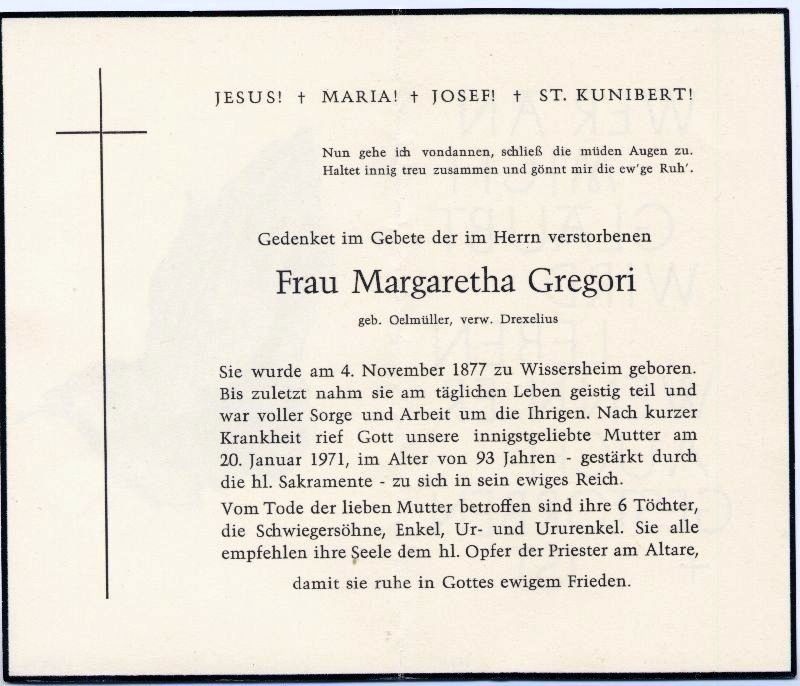 JESUS! † MARIA! † JOSEF! † ST. KUNIBERT!
Nun gehe ich vondannen, schließ die müden Augen zu.
Haltet innig treu zusammen und gönnt mir die ew'ge Ruh'.
Gedenket im Gebete der im Herrn verstorbenen
Frau Margaretha Gregori
geb. Oelmüller, verw. Drexelius
Sie wurde am 4. November 1877 zu Wissersheim geboren.
Bis zuletzt nahm sie am täglichen Leben geistig teil und
war voller Sorge und Arbeit um die Ihrigen. Nach kurzer
Krankheit rief Gott unsere innigstgeliebte Mutter am
20. Januar 1971, im Alter von 93 Jahren - gestärkt durch
die hl. Sakramente - zu sich in sein ewiges Reich.
Vom Tode der lieben Mutter betroffen sind ihre 6 Töchter,
die Schwiegersöhne, Enkel, Ur- und Ururenkel. Sie alle
empfehlen ihre Seele dem hl. Opfer der Priester am Altare,
damit sie ruhe in Gottes ewigem Frieden.